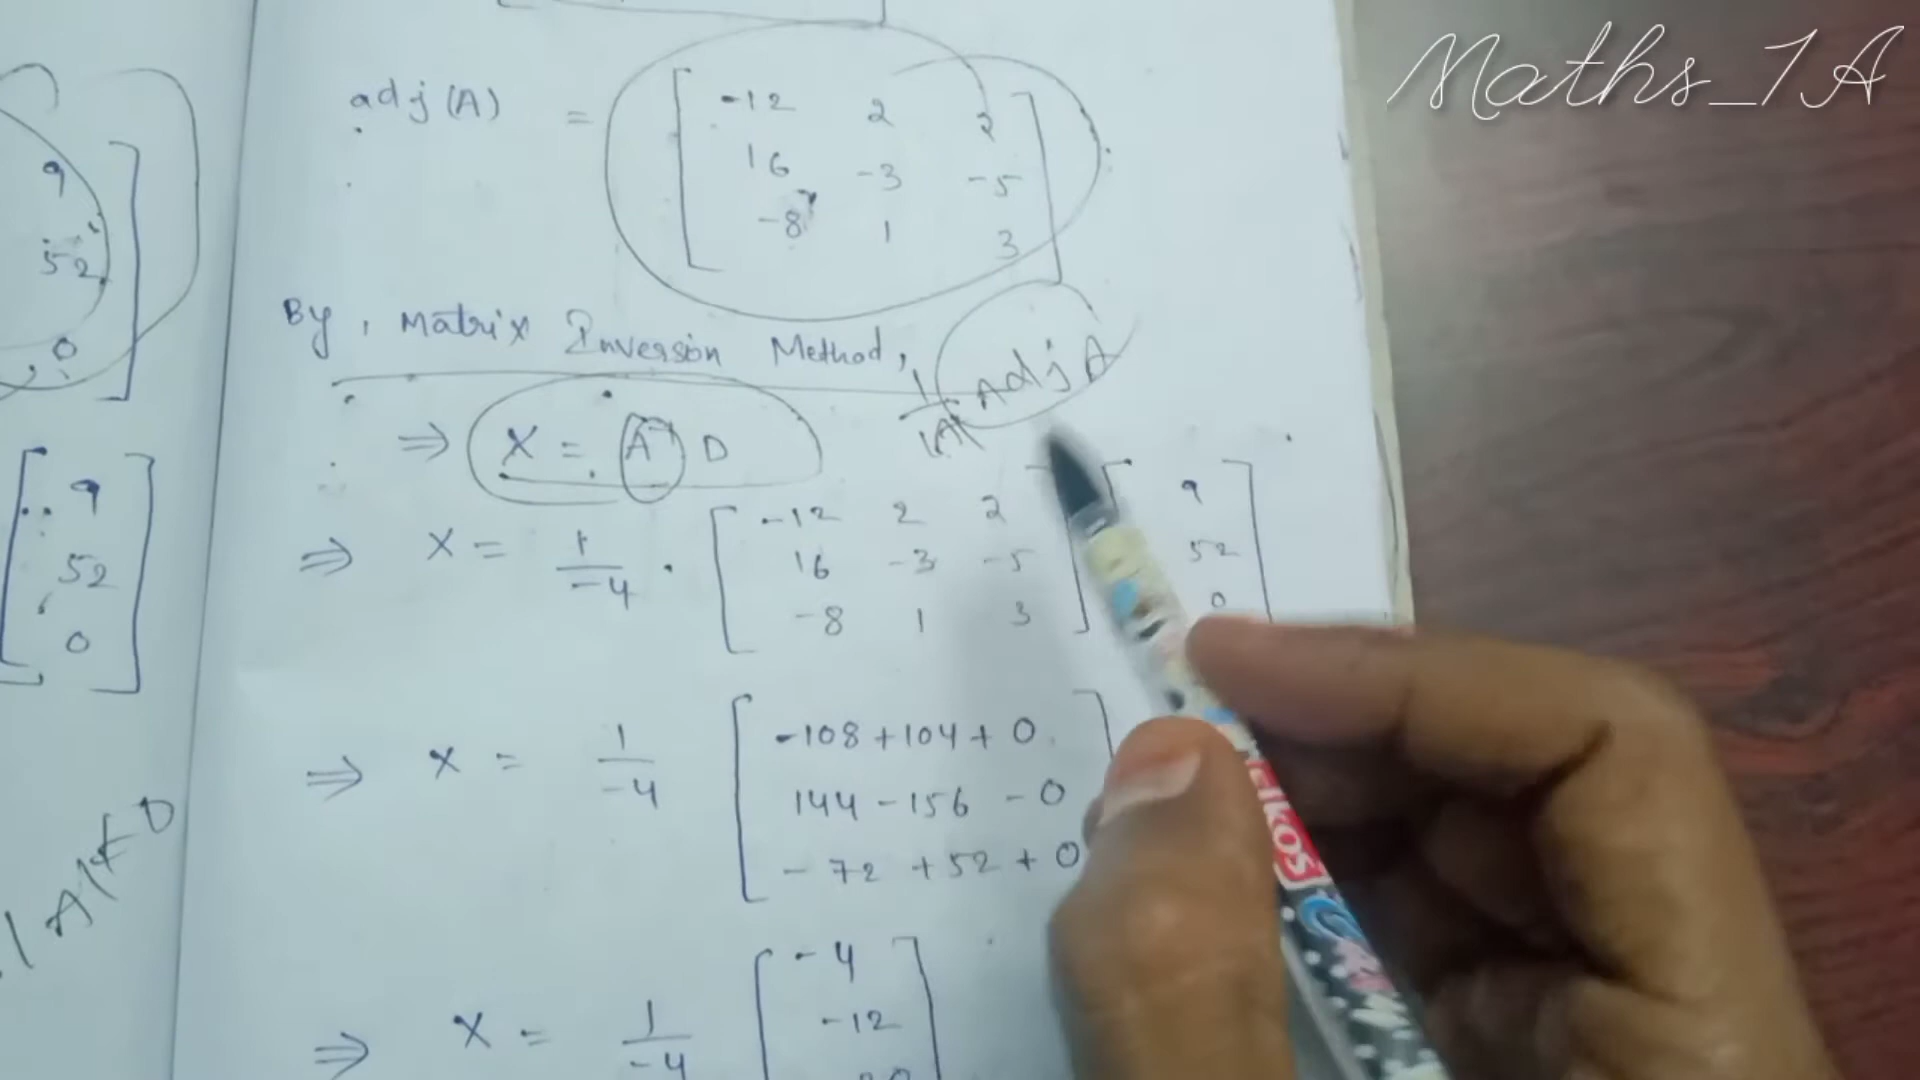 Maths_1A
9
52
0
9
52
0
|A|≠0
adj(A) = -12 2 2
16 -3 -5
-8 1 3
By, Matrix Inversion Method,
1/|A| Adj A
⇒ X = A⁻¹ D
⇒ X = 1/-4 . -12 2 2 9
16 -3 -5 52
-8 1 3 0
⇒ X = 1/-4 -108+104+0
144-156-0
-72+52+0
⇒ X = 1/-4 -4
-12